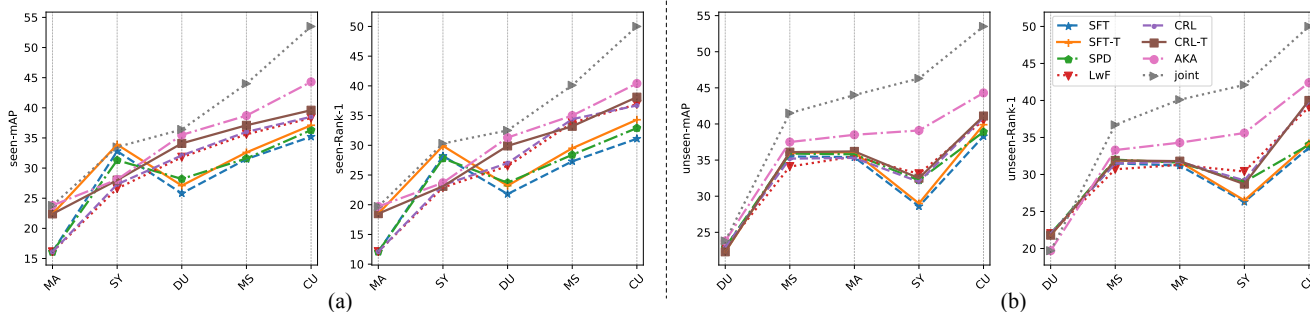 seen-mAP
55
50
45
40
35
30
25
20
15
MA
SY
DU
MS
CU
seen-Rank-1
50
45
40
35
30
25
20
15
10
MA
SY
DU
MS
CU
(a)
unseen-mAP
55
50
45
40
35
30
25
DU
MS
MA
SY
CU
unseen-Rank-1
50
45
40
35
30
25
20
DU
MS
MA
SY
CU
SFT
SFT-T
SPD
LwF
CRL
CRL-T
AKA
joint
(b)